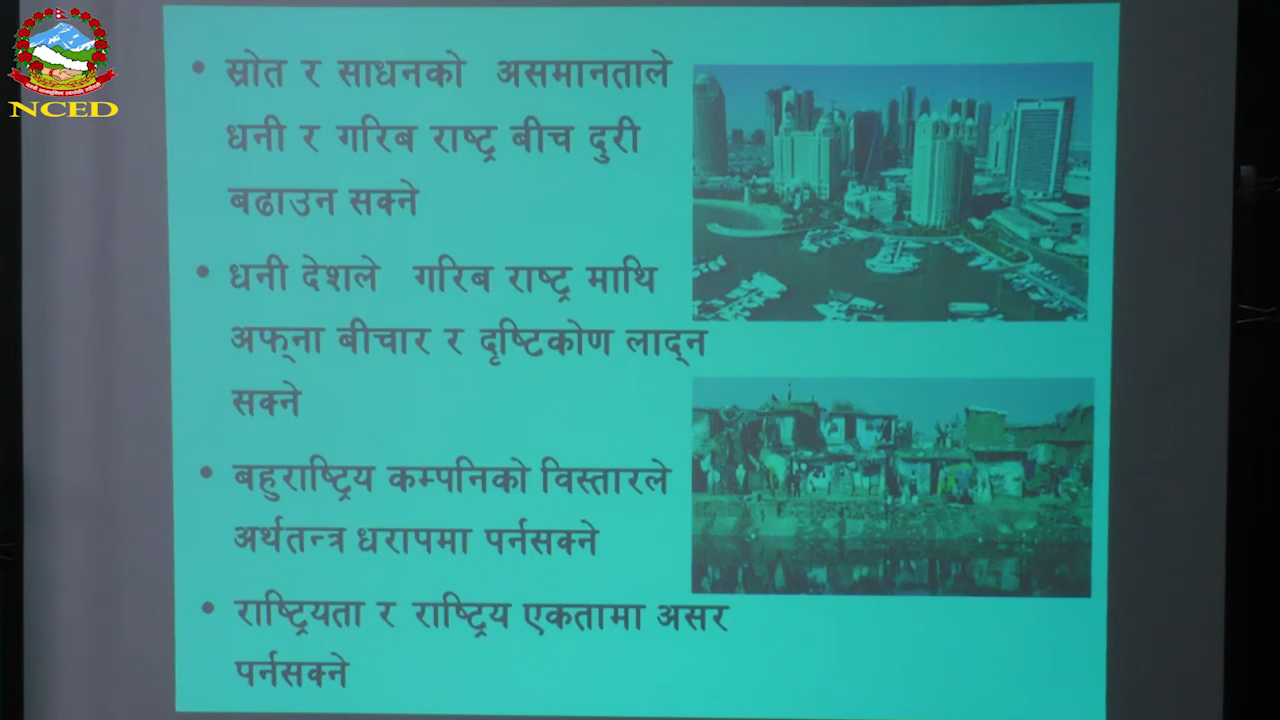 NCED
• स्रोत र साधनको असमानताले
धनी र गरिब राष्ट्र बीच दुरी
बढाउन सक्ने
• धनी देशले गरिब राष्ट्र माथि
अफ्‌ना बीचार र दृष्टिकोण लाद्‌न
सक्ने
• बहुराष्ट्रिय कम्पनिको विस्तारले
अर्थतन्त्र धरापमा पर्नसक्ने
• राष्ट्रियता र राष्ट्रिय एकतामा असर
पर्नसक्ने